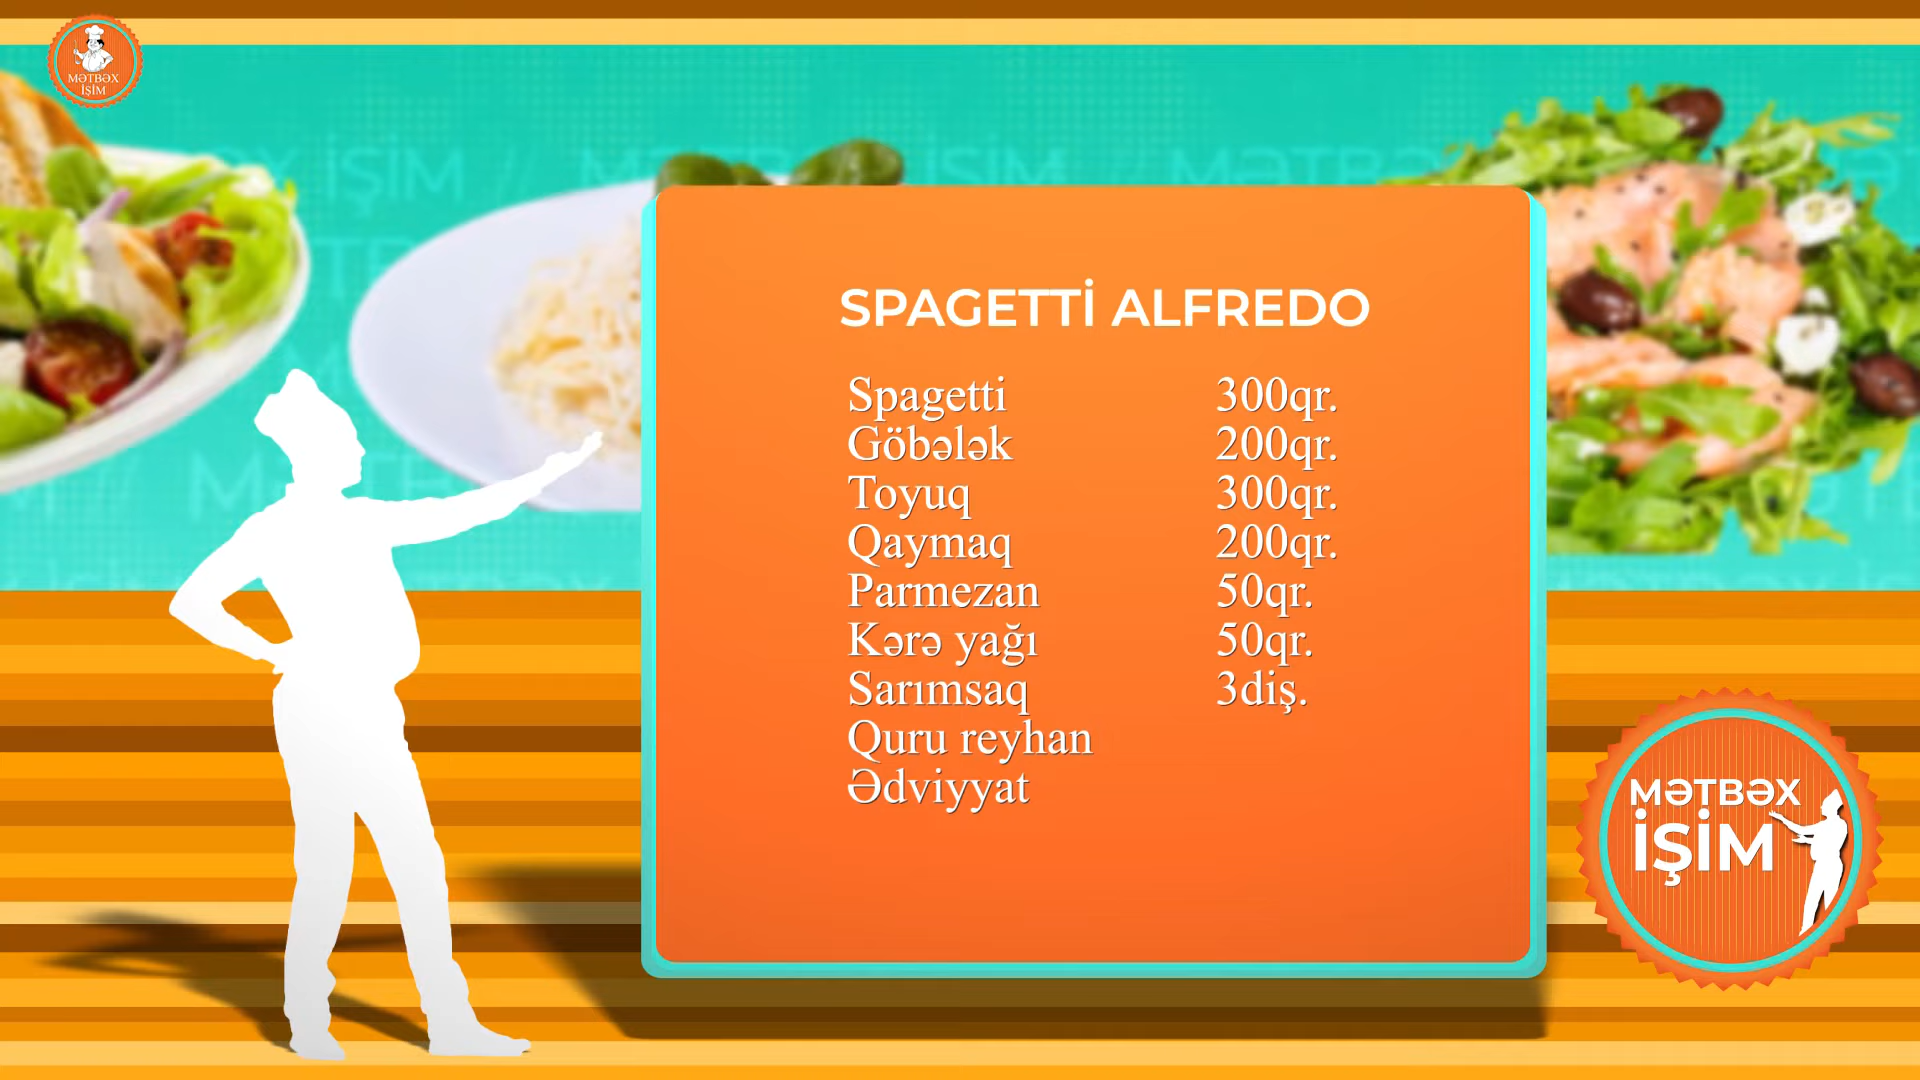 MƏTBƏX
İŞİM
SPAGETTİ ALFREDO
Spagetti 300qr.
Göbələk 200qr.
Toyuq 300qr.
Qaymaq 200qr.
Parmezan 50qr.
Kərə yağı 50qr.
Sarımsaq 3diş.
Quru reyhan
Ədviyyat
MƏTBƏX
İŞİM